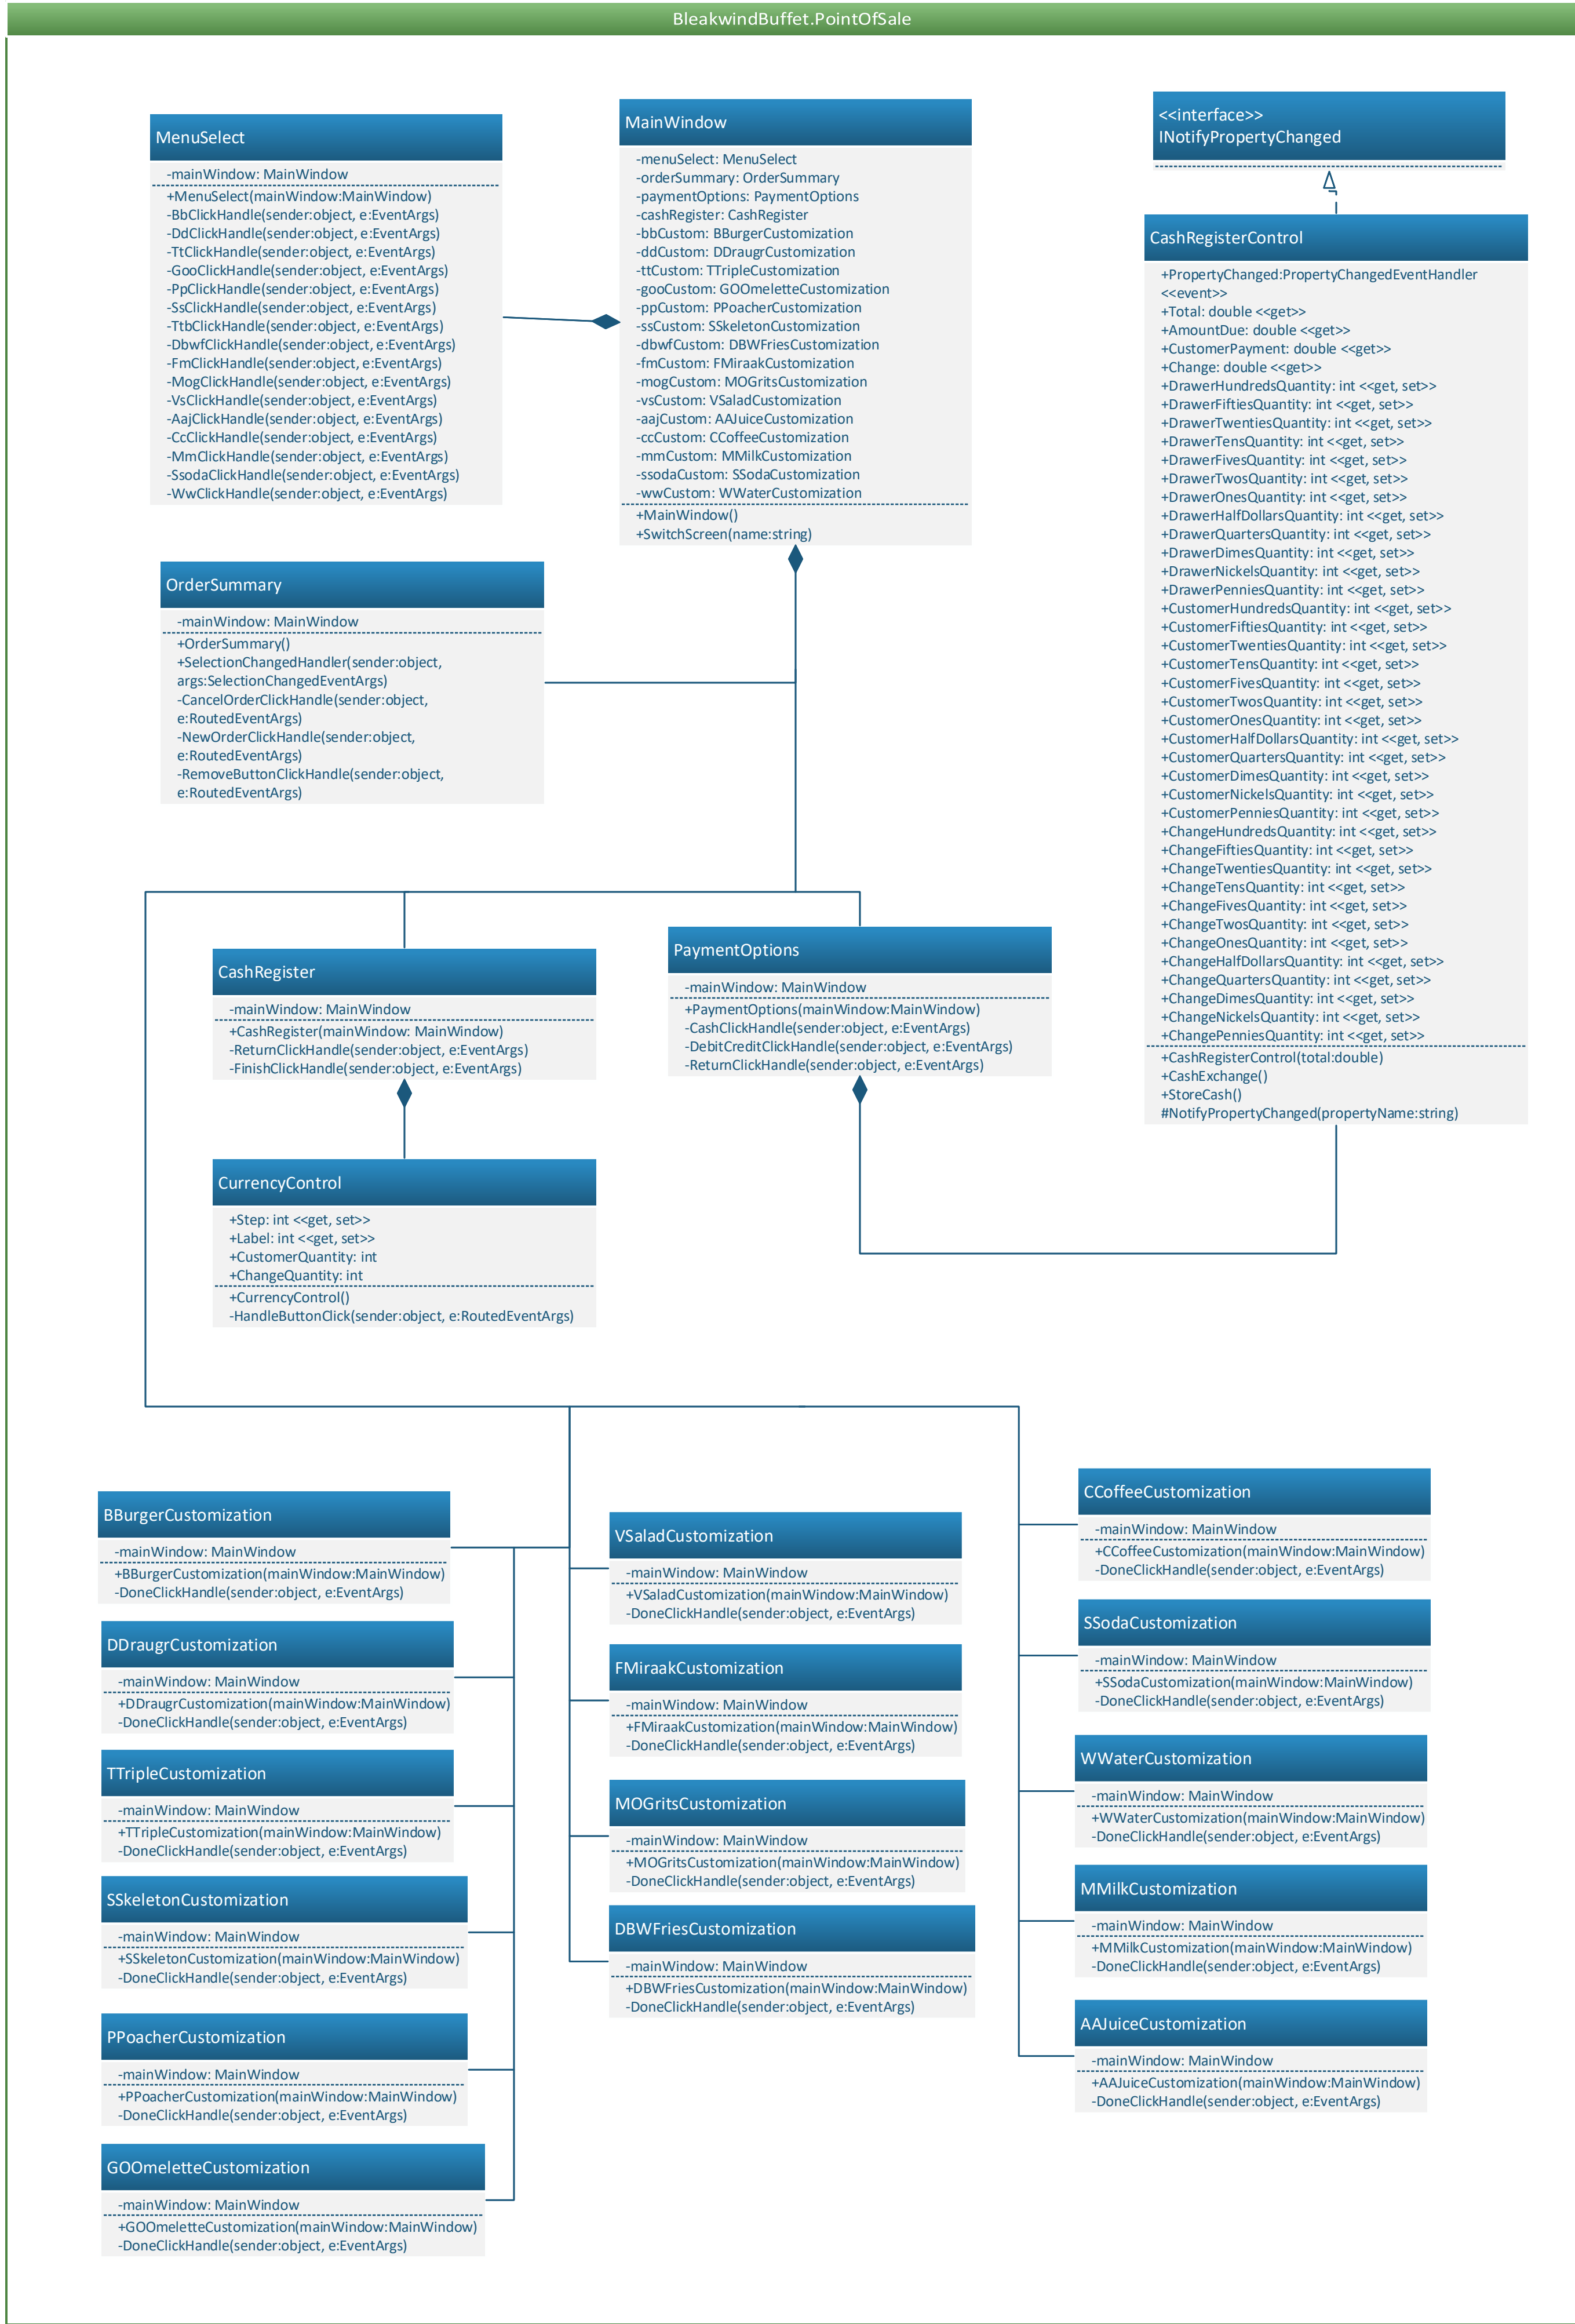 BleakwindBuffet.PointOfSale
MenuSelect
-mainWindow: MainWindow
+MenuSelect(mainWindow:MainWindow)
-BbClickHandle(sender:object, e:EventArgs)
-DdClickHandle(sender:object, e:EventArgs)
-TtClickHandle(sender:object, e:EventArgs)
-GooClickHandle(sender:object, e:EventArgs)
-PpClickHandle(sender:object, e:EventArgs)
-SsClickHandle(sender:object, e:EventArgs)
-TtbClickHandle(sender:object, e:EventArgs)
-DbwfClickHandle(sender:object, e:EventArgs)
-FmClickHandle(sender:object, e:EventArgs)
-MogClickHandle(sender:object, e:EventArgs)
-VsClickHandle(sender:object, e:EventArgs)
-AajClickHandle(sender:object, e:EventArgs)
-CcClickHandle(sender:object, e:EventArgs)
-MmClickHandle(sender:object, e:EventArgs)
-SsodaClickHandle(sender:object, e:EventArgs)
-WwClickHandle(sender:object, e:EventArgs)
MainWindow
-menuSelect: MenuSelect
-orderSummary: OrderSummary
-paymentOptions: PaymentOptions
-cashRegister: CashRegister
-bbCustom: BBurgerCustomization
-ddCustom: DDraugrCustomization
-ttCustom: TTripleCustomization
-gooCustom: GOOmeletteCustomization
-ppCustom: PPoacherCustomization
-ssCustom: SSkeletonCustomization
-dbwfCustom: DBWFriesCustomization
-fmCustom: FMiraakCustomization
-mogCustom: MOGritsCustomization
-vsCustom: VSaladCustomization
-aajCustom: AAJuiceCustomization
-ccCustom: CCoffeeCustomization
-mmCustom: MMilkCustomization
-ssodaCustom: SSodaCustomization
-wwCustom: WWaterCustomization
+MainWindow()
+SwitchScreen(name:string)
<<interface>>
INotifyPropertyChanged
CashRegisterControl
+PropertyChanged:PropertyChangedEventHandler
<<event>>
+Total: double <<get>>
+AmountDue: double <<get>>
+CustomerPayment: double <<get>>
+Change: double <<get>>
+DrawerHundredsQuantity: int <<get, set>>
+DrawerFiftiesQuantity: int <<get, set>>
+DrawerTwentiesQuantity: int <<get, set>>
+DrawerTensQuantity: int <<get, set>>
+DrawerFivesQuantity: int <<get, set>>
+DrawerTwosQuantity: int <<get, set>>
+DrawerOnesQuantity: int <<get, set>>
+DrawerHalfDollarsQuantity: int <<get, set>>
+DrawerQuartersQuantity: int <<get, set>>
+DrawerDimesQuantity: int <<get, set>>
+DrawerNickelsQuantity: int <<get, set>>
+DrawerPenniesQuantity: int <<get, set>>
+CustomerHundredsQuantity: int <<get, set>>
+CustomerFiftiesQuantity: int <<get, set>>
+CustomerTwentiesQuantity: int <<get, set>>
+CustomerTensQuantity: int <<get, set>>
+CustomerFivesQuantity: int <<get, set>>
+CustomerTwosQuantity: int <<get, set>>
+CustomerOnesQuantity: int <<get, set>>
+CustomerHalfDollarsQuantity: int <<get, set>>
+CustomerQuartersQuantity: int <<get, set>>
+CustomerDimesQuantity: int <<get, set>>
+CustomerNickelsQuantity: int <<get, set>>
+CustomerPenniesQuantity: int <<get, set>>
+ChangeHundredsQuantity: int <<get, set>>
+ChangeFiftiesQuantity: int <<get, set>>
+ChangeTwentiesQuantity: int <<get, set>>
+ChangeTensQuantity: int <<get, set>>
+ChangeFivesQuantity: int <<get, set>>
+ChangeTwosQuantity: int <<get, set>>
+ChangeOnesQuantity: int <<get, set>>
+ChangeHalfDollarsQuantity: int <<get, set>>
+ChangeQuartersQuantity: int <<get, set>>
+ChangeDimesQuantity: int <<get, set>>
+ChangeNickelsQuantity: int <<get, set>>
+ChangePenniesQuantity: int <<get, set>>
+CashRegisterControl(total:double)
+CashExchange()
+StoreCash()
#NotifyPropertyChanged(propertyName:string)
OrderSummary
-mainWindow: MainWindow
+OrderSummary()
+SelectionChangedHandler(sender:object,
args:SelectionChangedEventArgs)
-CancelOrderClickHandle(sender:object,
e:RoutedEventArgs)
-NewOrderClickHandle(sender:object,
e:RoutedEventArgs)
-RemoveButtonClickHandle(sender:object,
e:RoutedEventArgs)
CashRegister
-mainWindow: MainWindow
+CashRegister(mainWindow: MainWindow)
-ReturnClickHandle(sender:object, e:EventArgs)
-FinishClickHandle(sender:object, e:EventArgs)
PaymentOptions
-mainWindow: MainWindow
+PaymentOptions(mainWindow:MainWindow)
-CashClickHandle(sender:object, e:EventArgs)
-DebitCreditClickHandle(sender:object, e:EventArgs)
-ReturnClickHandle(sender:object, e:EventArgs)
CurrencyControl
+Step: int <<get, set>>
+Label: int <<get, set>>
+CustomerQuantity: int
+ChangeQuantity: int
+CurrencyControl()
-HandleButtonClick(sender:object, e:RoutedEventArgs)
BBurgerCustomization
-mainWindow: MainWindow
+BBurgerCustomization(mainWindow:MainWindow)
-DoneClickHandle(sender:object, e:EventArgs)
DDraugrCustomization
-mainWindow: MainWindow
+DDraugrCustomization(mainWindow:MainWindow)
-DoneClickHandle(sender:object, e:EventArgs)
TTripleCustomization
-mainWindow: MainWindow
+TTripleCustomization(mainWindow:MainWindow)
-DoneClickHandle(sender:object, e:EventArgs)
SSkeletonCustomization
-mainWindow: MainWindow
+SSkeletonCustomization(mainWindow:MainWindow)
-DoneClickHandle(sender:object, e:EventArgs)
PPoacherCustomization
-mainWindow: MainWindow
+PPoacherCustomization(mainWindow:MainWindow)
-DoneClickHandle(sender:object, e:EventArgs)
GOOmeletteCustomization
-mainWindow: MainWindow
+GOOmeletteCustomization(mainWindow:MainWindow)
-DoneClickHandle(sender:object, e:EventArgs)
VSaladCustomization
-mainWindow: MainWindow
+VSaladCustomization(mainWindow:MainWindow)
-DoneClickHandle(sender:object, e:EventArgs)
FMiraakCustomization
-mainWindow: MainWindow
+FMiraakCustomization(mainWindow:MainWindow)
-DoneClickHandle(sender:object, e:EventArgs)
MOGritsCustomization
-mainWindow: MainWindow
+MOGritsCustomization(mainWindow:MainWindow)
-DoneClickHandle(sender:object, e:EventArgs)
DBWFriesCustomization
-mainWindow: MainWindow
+DBWFriesCustomization(mainWindow:MainWindow)
-DoneClickHandle(sender:object, e:EventArgs)
CCoffeeCustomization
-mainWindow: MainWindow
+CCoffeeCustomization(mainWindow:MainWindow)
-DoneClickHandle(sender:object, e:EventArgs)
SSodaCustomization
-mainWindow: MainWindow
+SSodaCustomization(mainWindow:MainWindow)
-DoneClickHandle(sender:object, e:EventArgs)
WWaterCustomization
-mainWindow: MainWindow
+WWaterCustomization(mainWindow:MainWindow)
-DoneClickHandle(sender:object, e:EventArgs)
MMilkCustomization
-mainWindow: MainWindow
+MMilkCustomization(mainWindow:MainWindow)
-DoneClickHandle(sender:object, e:EventArgs)
AAJuiceCustomization
-mainWindow: MainWindow
+AAJuiceCustomization(mainWindow:MainWindow)
-DoneClickHandle(sender:object, e:EventArgs)